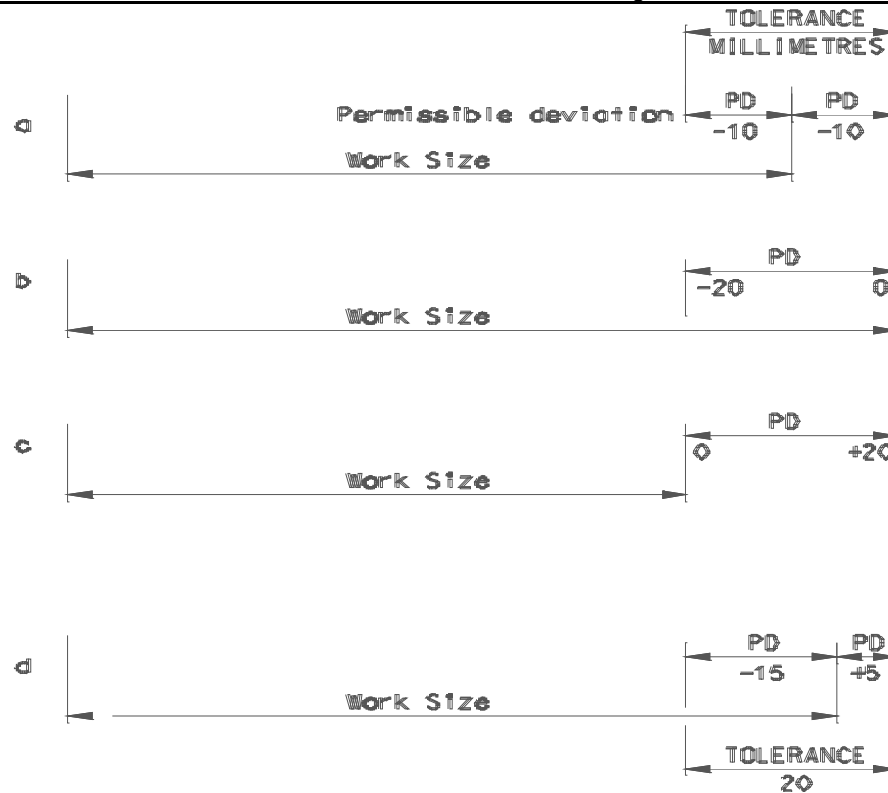 TOLERANCE
MILLIMETRES
a
Permissible deviation
PD
PD
-10
-10
Work Size
b
PD
-20
0
Work Size
c
PD
0
+20
Work Size
d
PD
PD
-15
+5
Work Size
TOLERANCE
20